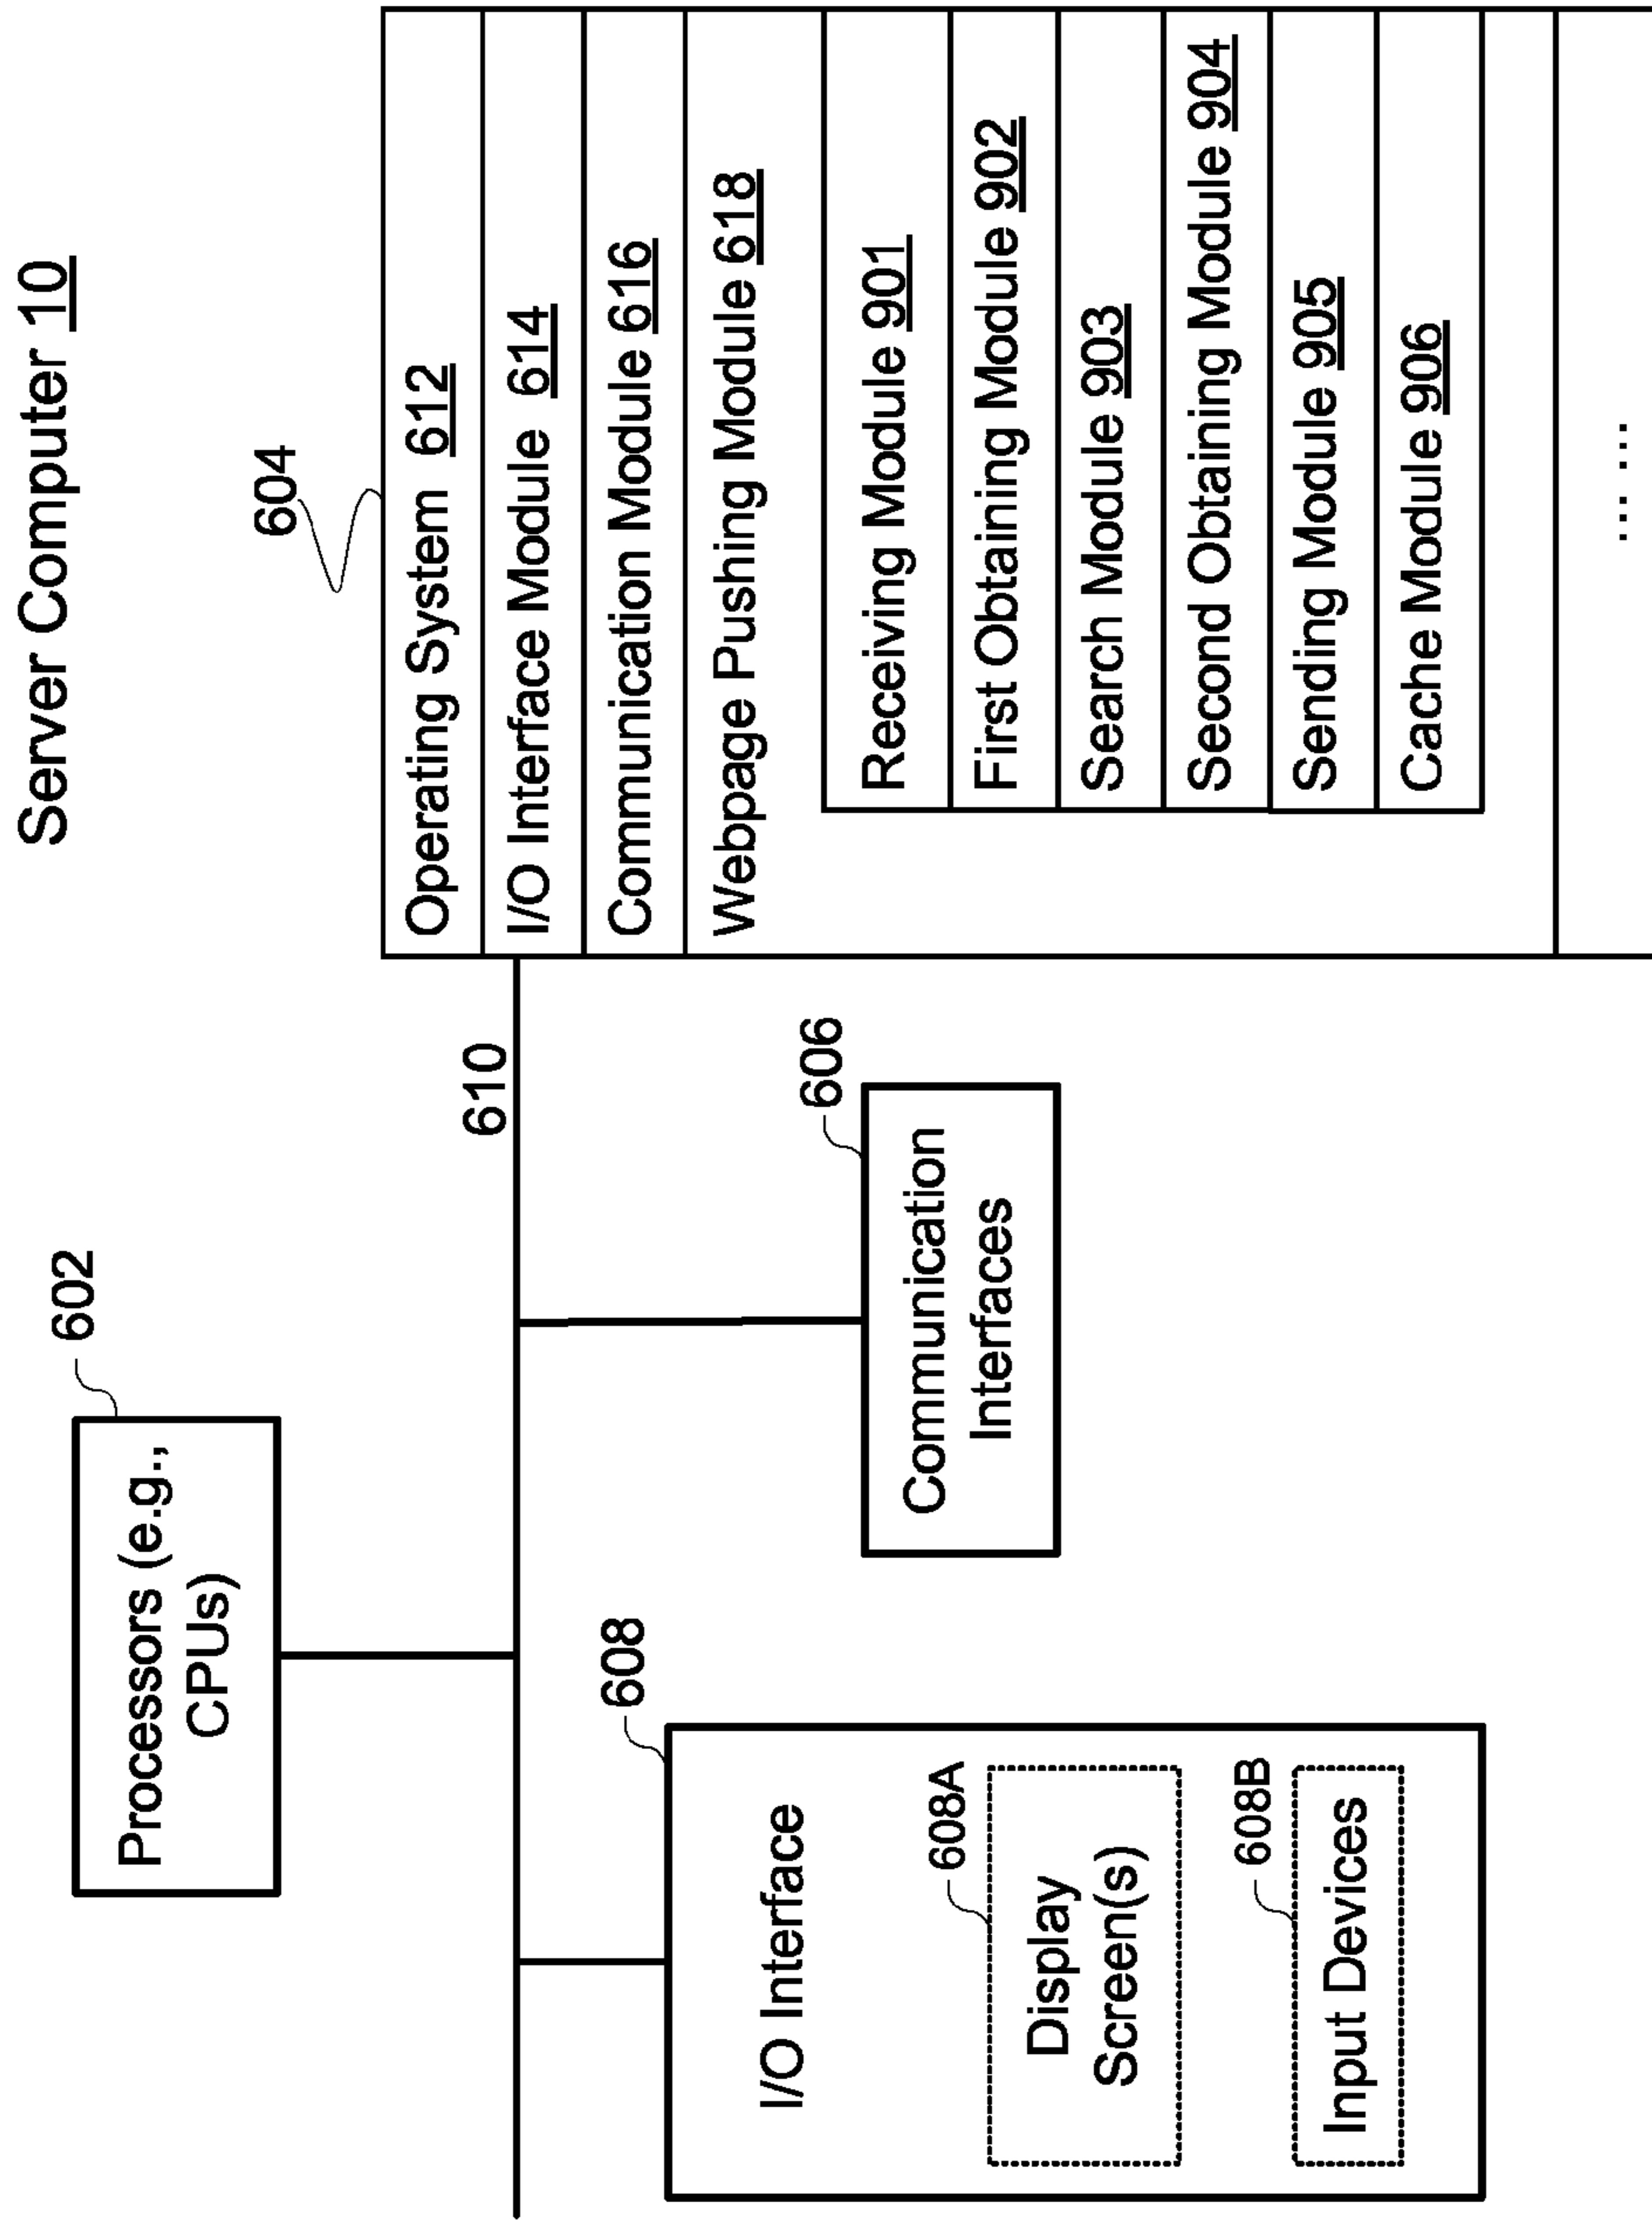 Server Computer 10
602
Processors (e.g.,
CPUs)
604
610
Operating System 612
I/O Interface Module 614
Communication Module 616
Webpage Pushing Module 618
Receiving Module 901
First Obtaining Module 902
Search Module 903
Second Obtaining Module 904
Sending Module 905
Cache Module 906
......
608
I/O Interface
608A
Display
Screen(s)
608B
Input Devices
606
Communication
Interfaces